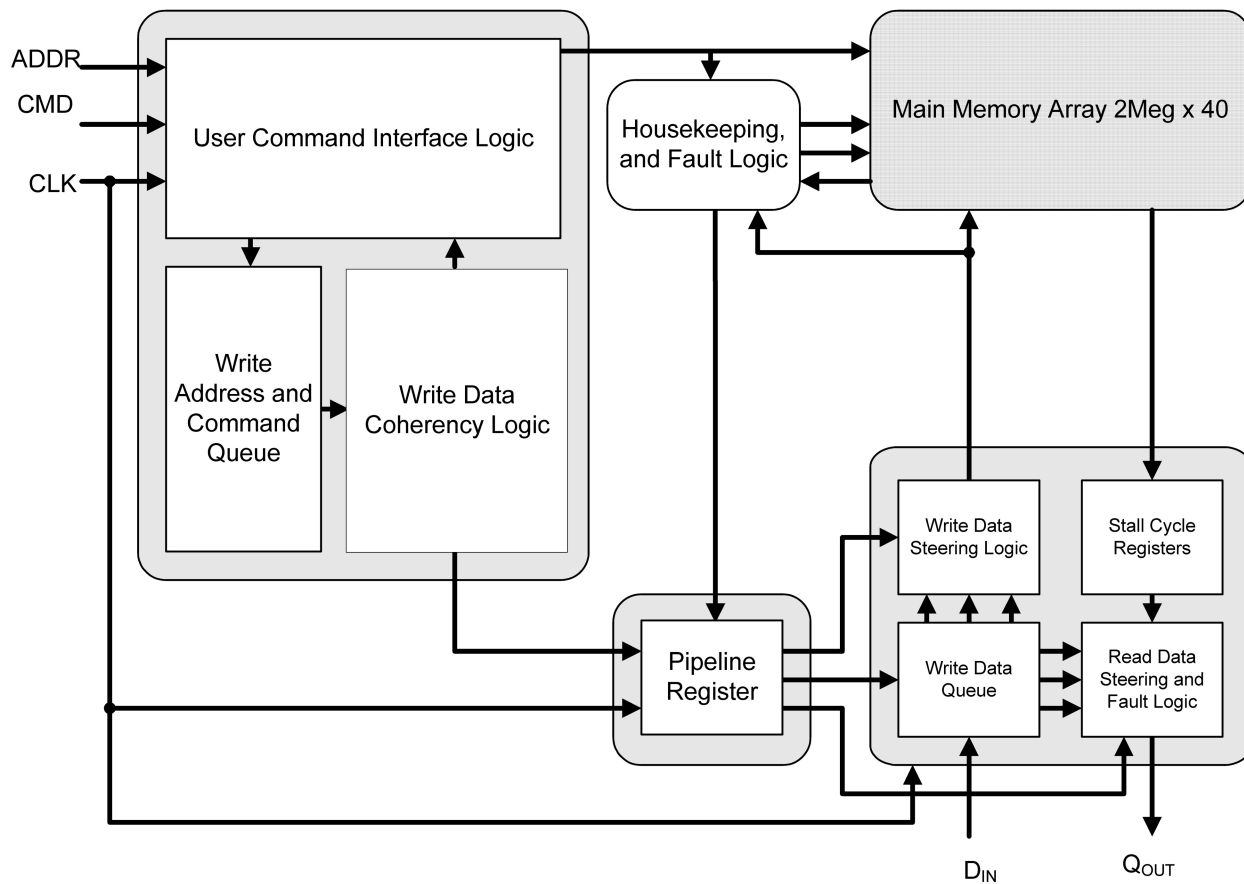 ADDR
CMD
CLK
User Command Interface Logic
Housekeeping,
and Fault Logic
Main Memory Array 2Meg x 40
Write
Address and
Command
Queue
Write Data
Coherency Logic
Write Data
Steering Logic
Stall Cycle
Registers
Pipeline
Register
Write Data
Queue
Read Data
Steering and
Fault Logic
DIN
QOUT